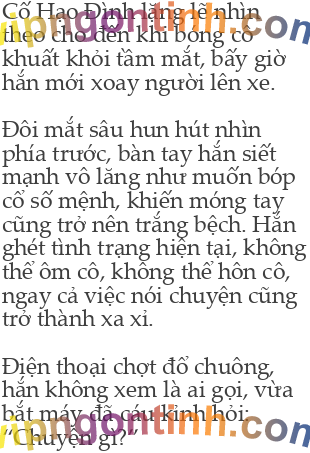 Cố Hạo Đình lặng lẽ nhìn
theo cho đến khi bóng cô
khuất khỏi tầm mắt, bấy giờ
hắn mới xoay người lên xe.
Đôi mắt sâu hun hút nhìn
phía trước, bàn tay hắn siết
mạnh vô lăng như muốn bóp
cổ số mệnh, khiến móng tay
cũng trở nên trắng bệch. Hắn
ghét tình trạng hiện tại, không
thể ôm cô, không thể hôn cô,
ngay cả việc nói chuyện cũng
trở thành xa xỉ.
Điện thoại chợt đổ chuông,
hắn không xem là ai gọi, vừa
bắt máy đã cáu kỉnh hỏi:
“Chuyện gì?”
vipngontinh.com
vipngontinh.com